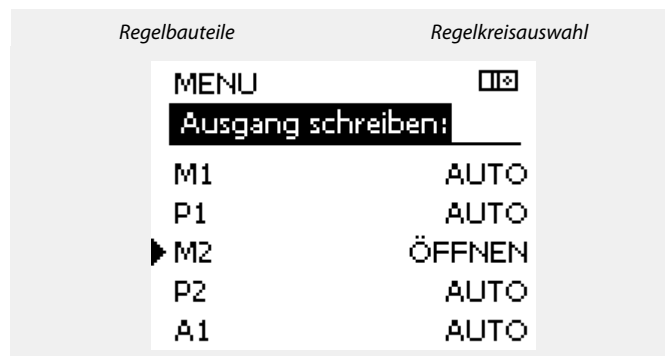 Regelbauteile Regelkreisauswahl
MENU
Ausgang schreiben:
M1 AUTO
P1 AUTO
M2 ÖFFNEN
P2 AUTO
A1 AUTO